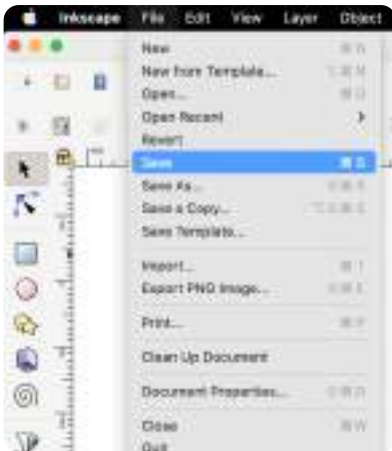 Inkscape File Edit View Layer Object
New ⌘ N
New from Template...
Open... ⌘ O
Open Recent >
Revert
Save ⌘ S
Save As...
Save a Copy...
Save Template...
Import... ⌘ I
Export PNG Image...
Print... ⌘ P
Clean Up Document
Document Properties...
Close ⌘ W
Quit